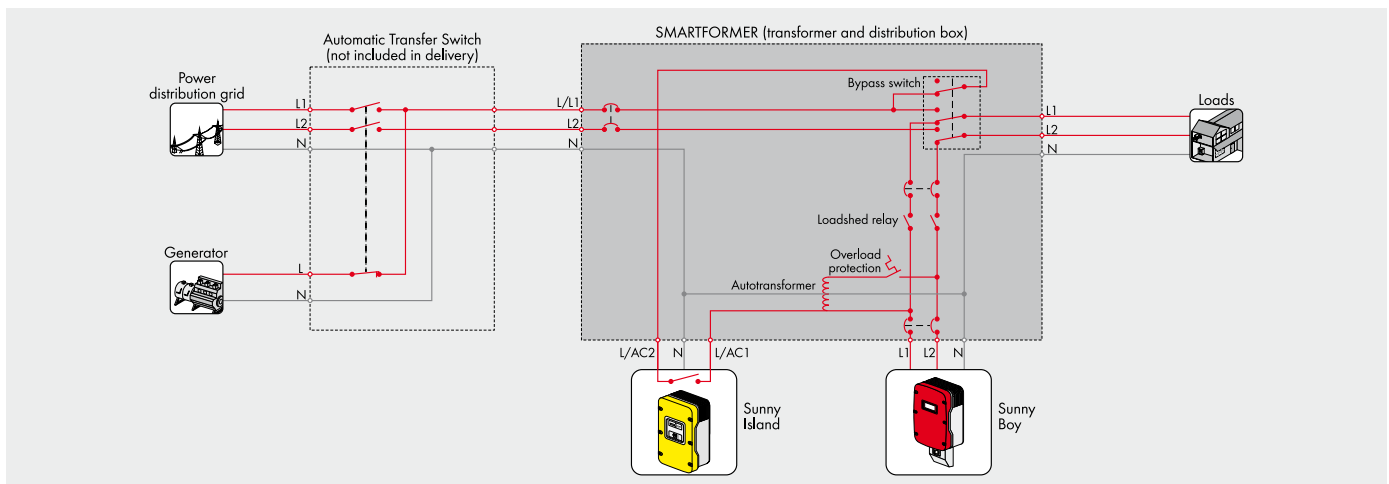 SMARTFORMER (transformer and distribution box)
Automatic Transfer Switch
(not included in delivery)
Power
distribution grid
L1
L2
N
L/L1
L2
N
Bypass switch
L1
L2
N
Loads
Loadshed relay
Generator
L
N
Overload
protection
Autotransformer
L/AC2
N
L/AC1
L1
L2
N
Sunny
Island
Sunny
Boy